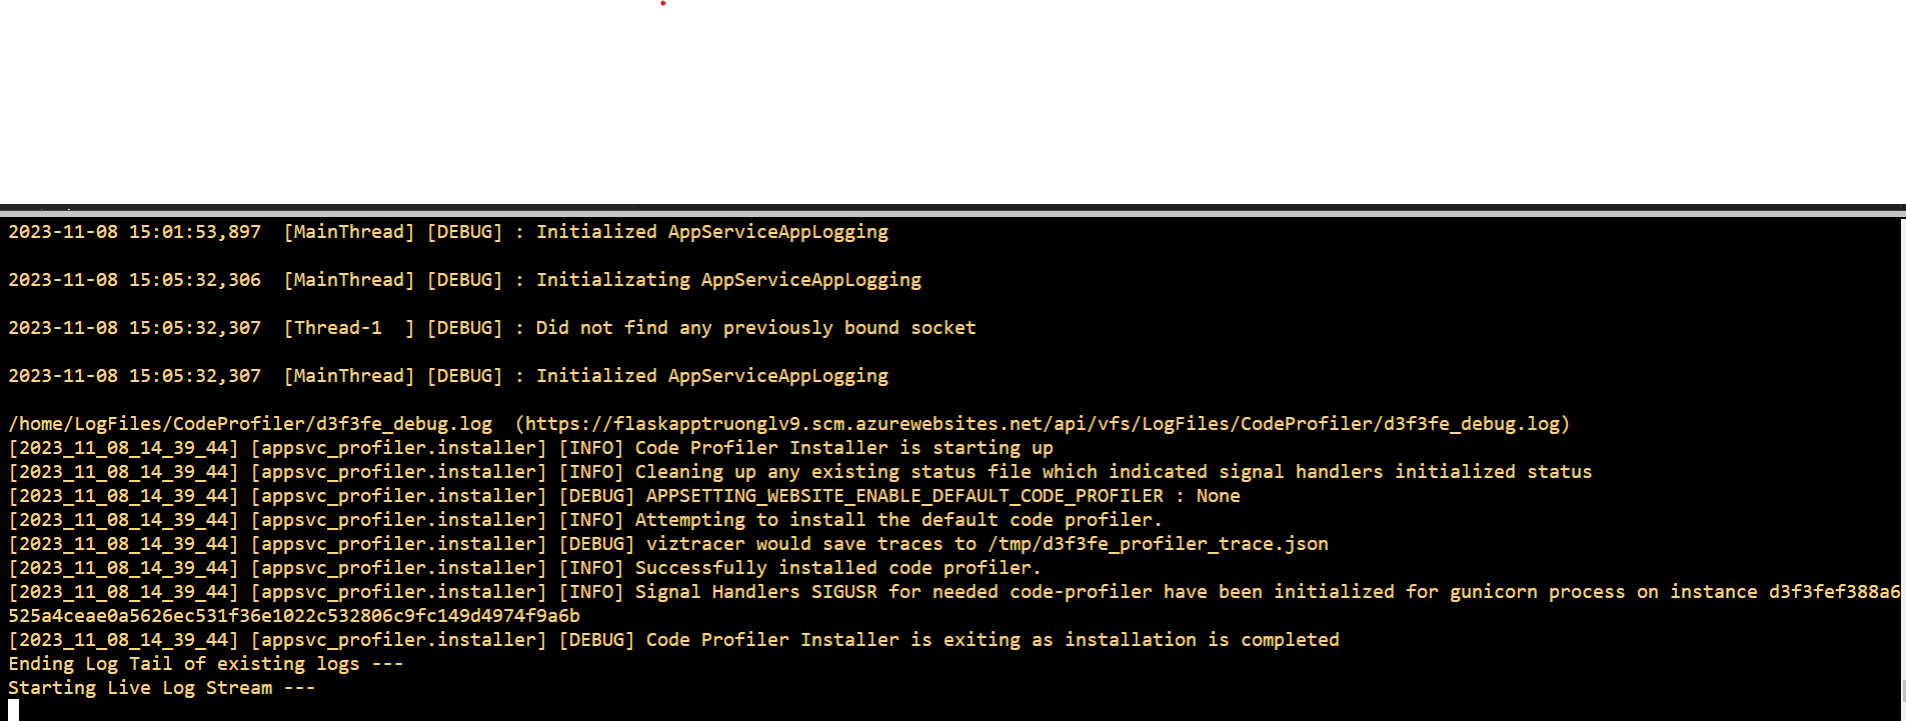 2023-11-08 15:01:53,897  [MainThread] [DEBUG] : Initialized AppServiceAppLogging
2023-11-08 15:05:32,306  [MainThread] [DEBUG] : Initializating AppServiceAppLogging
2023-11-08 15:05:32,307  [Thread-1  ] [DEBUG] : Did not find any previously bound socket
2023-11-08 15:05:32,307  [MainThread] [DEBUG] : Initialized AppServiceAppLogging
/home/LogFiles/CodeProfiler/d3f3fe_debug.log  (https://flaskapptruonglv9.scm.azurewebsites.net/api/vfs/LogFiles/CodeProfiler/d3f3fe_debug.log)
[2023_11_08_14_39_44] [appsvc_profiler.installer] [INFO] Code Profiler Installer is starting up
[2023_11_08_14_39_44] [appsvc_profiler.installer] [INFO] Cleaning up any existing status file which indicated signal handlers initialized status
[2023_11_08_14_39_44] [appsvc_profiler.installer] [DEBUG] APPSETTING_WEBSITE_ENABLE_DEFAULT_CODE_PROFILER : None
[2023_11_08_14_39_44] [appsvc_profiler.installer] [INFO] Attempting to install the default code profiler.
[2023_11_08_14_39_44] [appsvc_profiler.installer] [DEBUG] viztracer would save traces to /tmp/d3f3fe_profiler_trace.json
[2023_11_08_14_39_44] [appsvc_profiler.installer] [INFO] Successfully installed code profiler.
[2023_11_08_14_39_44] [appsvc_profiler.installer] [INFO] Signal Handlers SIGUSR for needed code-profiler have been initialized for gunicorn process on instance d3f3fef388a6
525a4ceae0a5626ec531f36e1022c532806c9fc149d4974f9a6b
[2023_11_08_14_39_44] [appsvc_profiler.installer] [DEBUG] Code Profiler Installer is exiting as installation is completed
Ending Log Tail of existing logs ---
Starting Live Log Stream ---